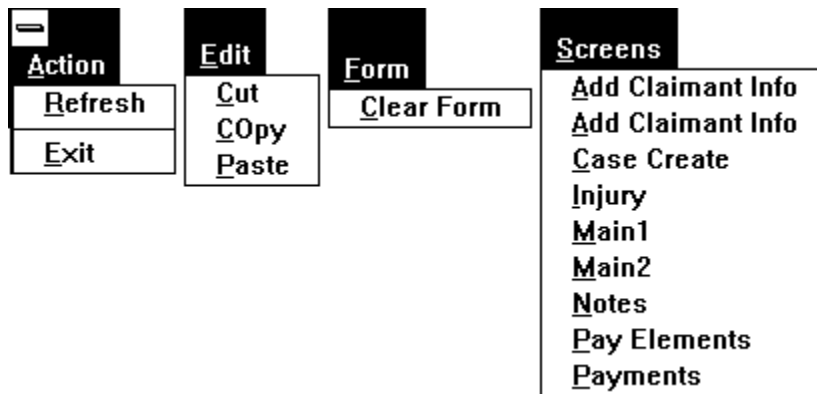 Action
Refresh
Exit
Edit
Cut
COpy
Paste
Form
Clear Form
Screens
Add Claimant Info
Add Claimant Info
Case Create
Injury
Main1
Main2
Notes
Pay Elements
Payments